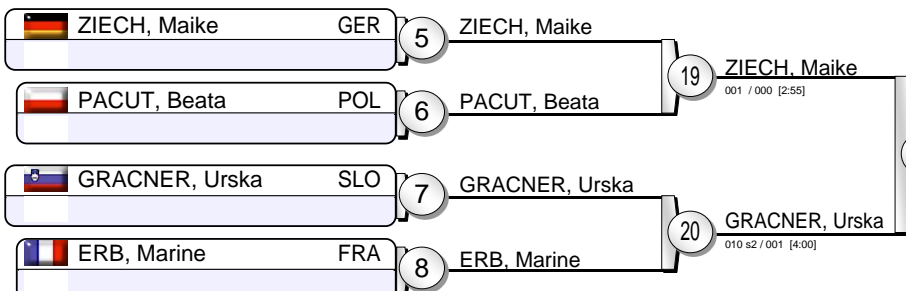 ZIECH, Maike GER 5 ZIECH, Maike
19 ZIECH, Maike
001 / 000 [2:55]
PACUT, Beata POL 6 PACUT, Beata
GRACNER, Urska SLO 7 GRACNER, Urska
20 GRACNER, Urska
010 s2 / 001 [4:00]
ERB, Marine FRA 8 ERB, Marine